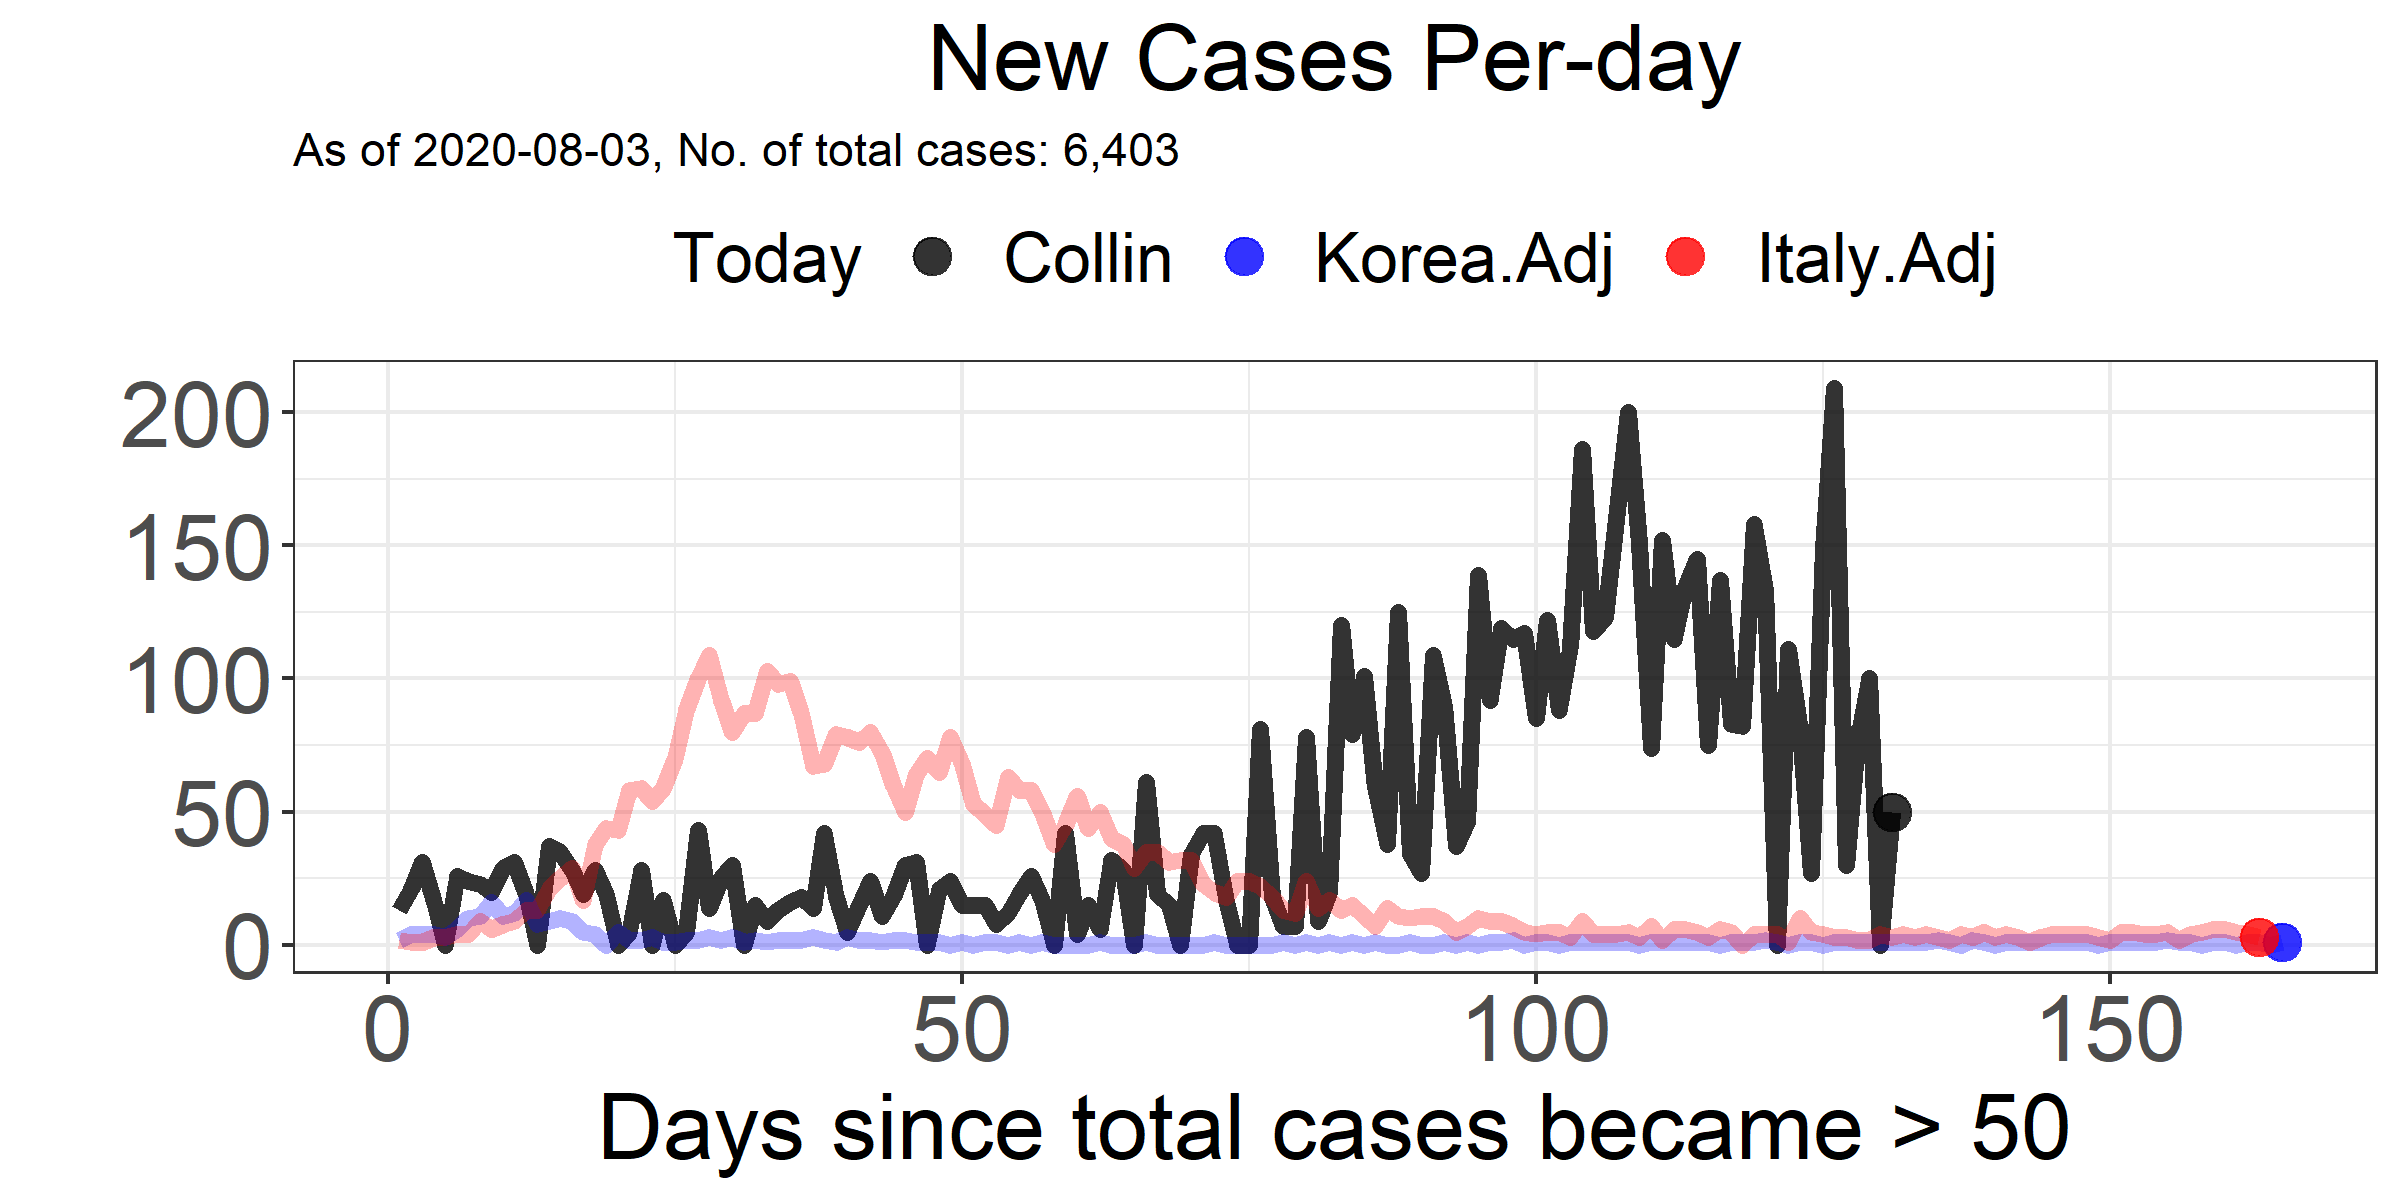 New Cases Per-day
As of 2020-08-03, No. of total cases: 6,403
Today Collin Korea.Adj Italy.Adj
200
150
100
50
0
0 50 100 150
Days since total cases became > 50